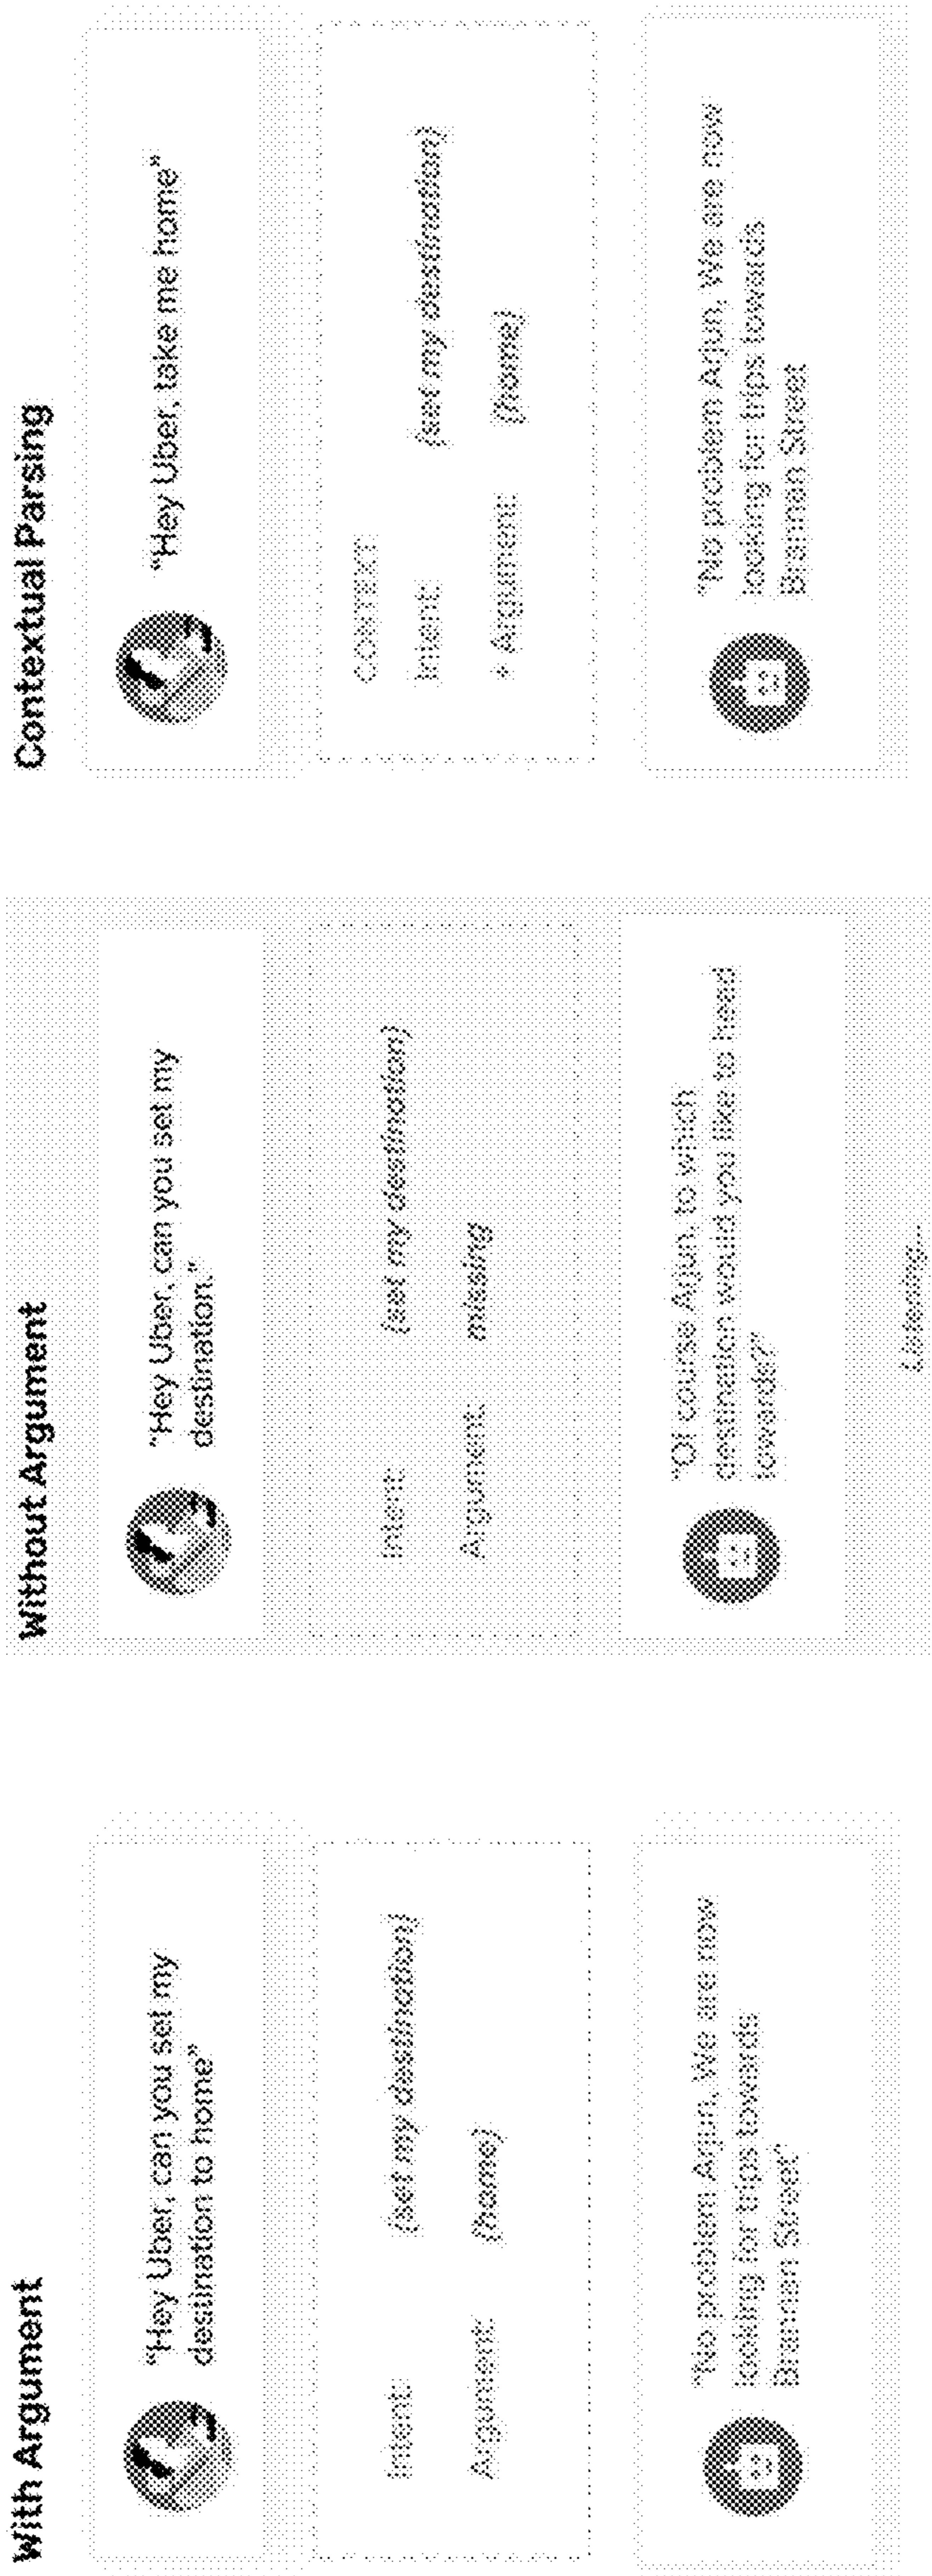 With Argument
“Hey Uber, can you set my
destination to home”
Intent: [set my destination]
Argument: [home]
“No problem Arjun, We are now
looking for trips towards
Brannan Street”
Without Argument
“Hey Uber, can you set my
destination.”
Intent: [set my destination]
Argument: missing
“Of course Arjun, to which
destination would you like to head
towards?”
Listening...
Contextual Parsing
“Hey Uber, take me home”
CONTEXT:
Intent: [set my destination]
+ Argument: [home]
“No problem Arjun, We are now
looking for trips towards
Brannan Street